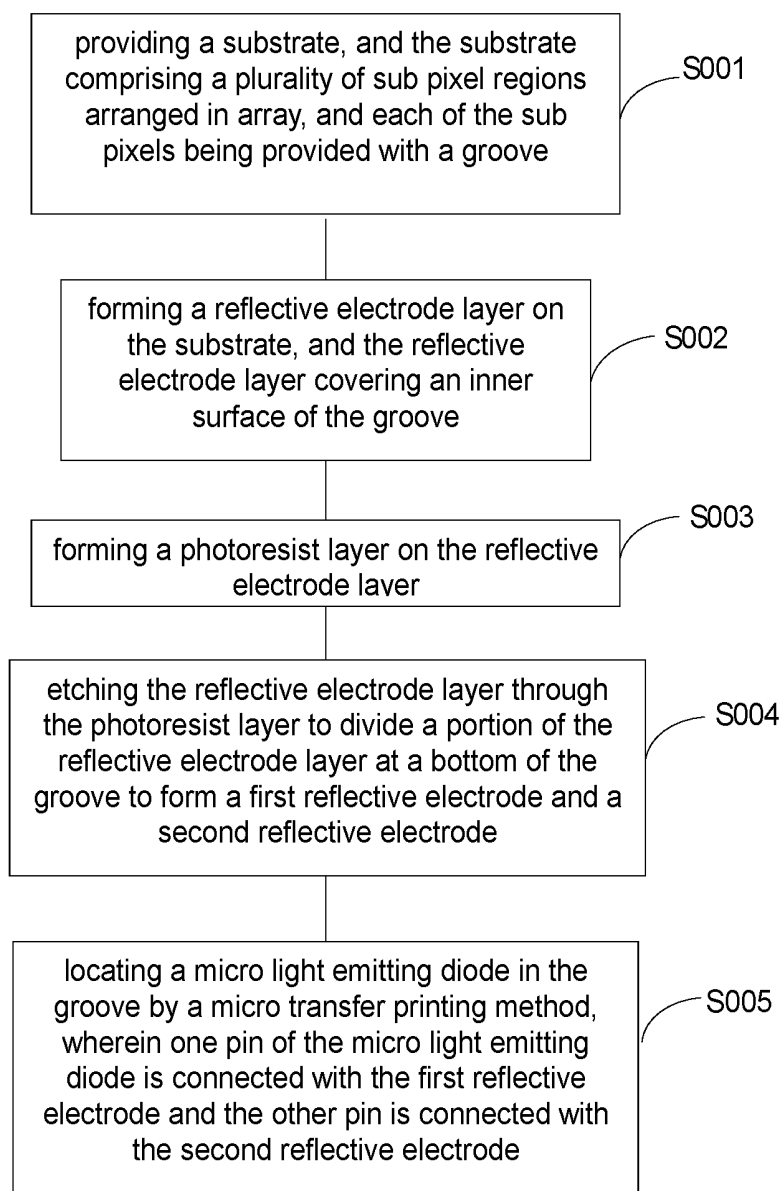 providing a substrate, and the substrate
comprising a plurality of sub pixel regions
arranged in array, and each of the sub
pixels being provided with a groove
S001
forming a reflective electrode layer on
the substrate, and the reflective
electrode layer covering an inner
surface of the groove
S002
forming a photoresist layer on the reflective
electrode laver
S003
etching the reflective electrode layer through
the photoresist layer to divide a portion of the
reflective electrode layer at a bottom of the
groove to form a first reflective electrode and a
second reflective electrode
S004
locating a micro light emitting diode in the
groove by a micro transfer printing method,
wherein one pin of the micro light emitting
diode is connected with the first reflective
electrode and the other pin is connected with
the second reflective electrode
S005